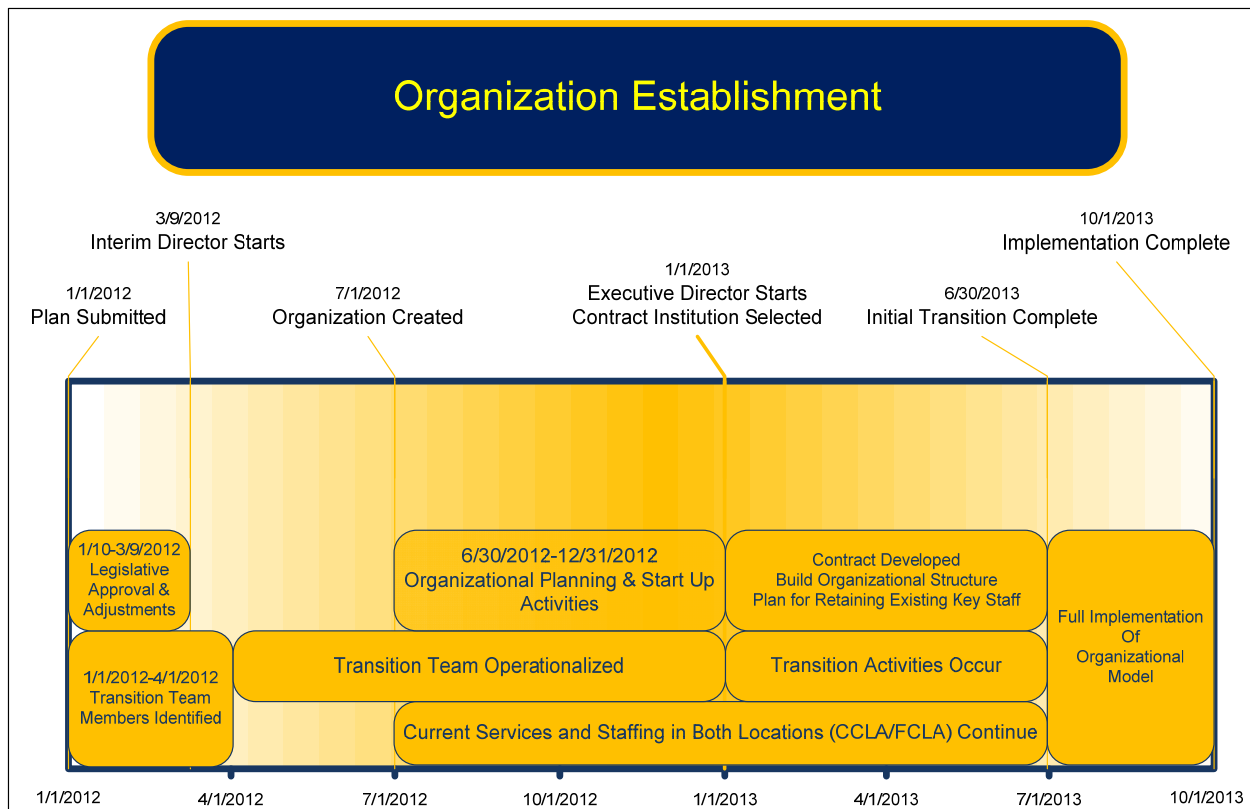 Organization Establishment
3/9/2012
Interim Director Starts
10/1/2013
Implementation Complete
1/1/2012
Plan Submitted
7/1/2012
Organization Created
1/1/2013
Executive Director Starts
Contract Institution Selected
6/30/2013
Initial Transition Complete
1/10-3/9/2012
Legislative
Approval &
Adjustments
6/30/2012-12/31/2012
Organizational Planning & Start Up
Activities
Contract Developed
Build Organizational Structure
Plan for Retaining Existing Key Staff
Full Implementation
Of
Organizational
Model
1/1/2012-4/1/2012
Transition Team
Members Identified
Transition Team Operationalized
Transition Activities Occur
Current Services and Staffing in Both Locations (CCLA/FCLA) Continue
1/1/2012
4/1/2012
7/1/2012
10/1/2012
1/1/2013
4/1/2013
7/1/2013
10/1/2013